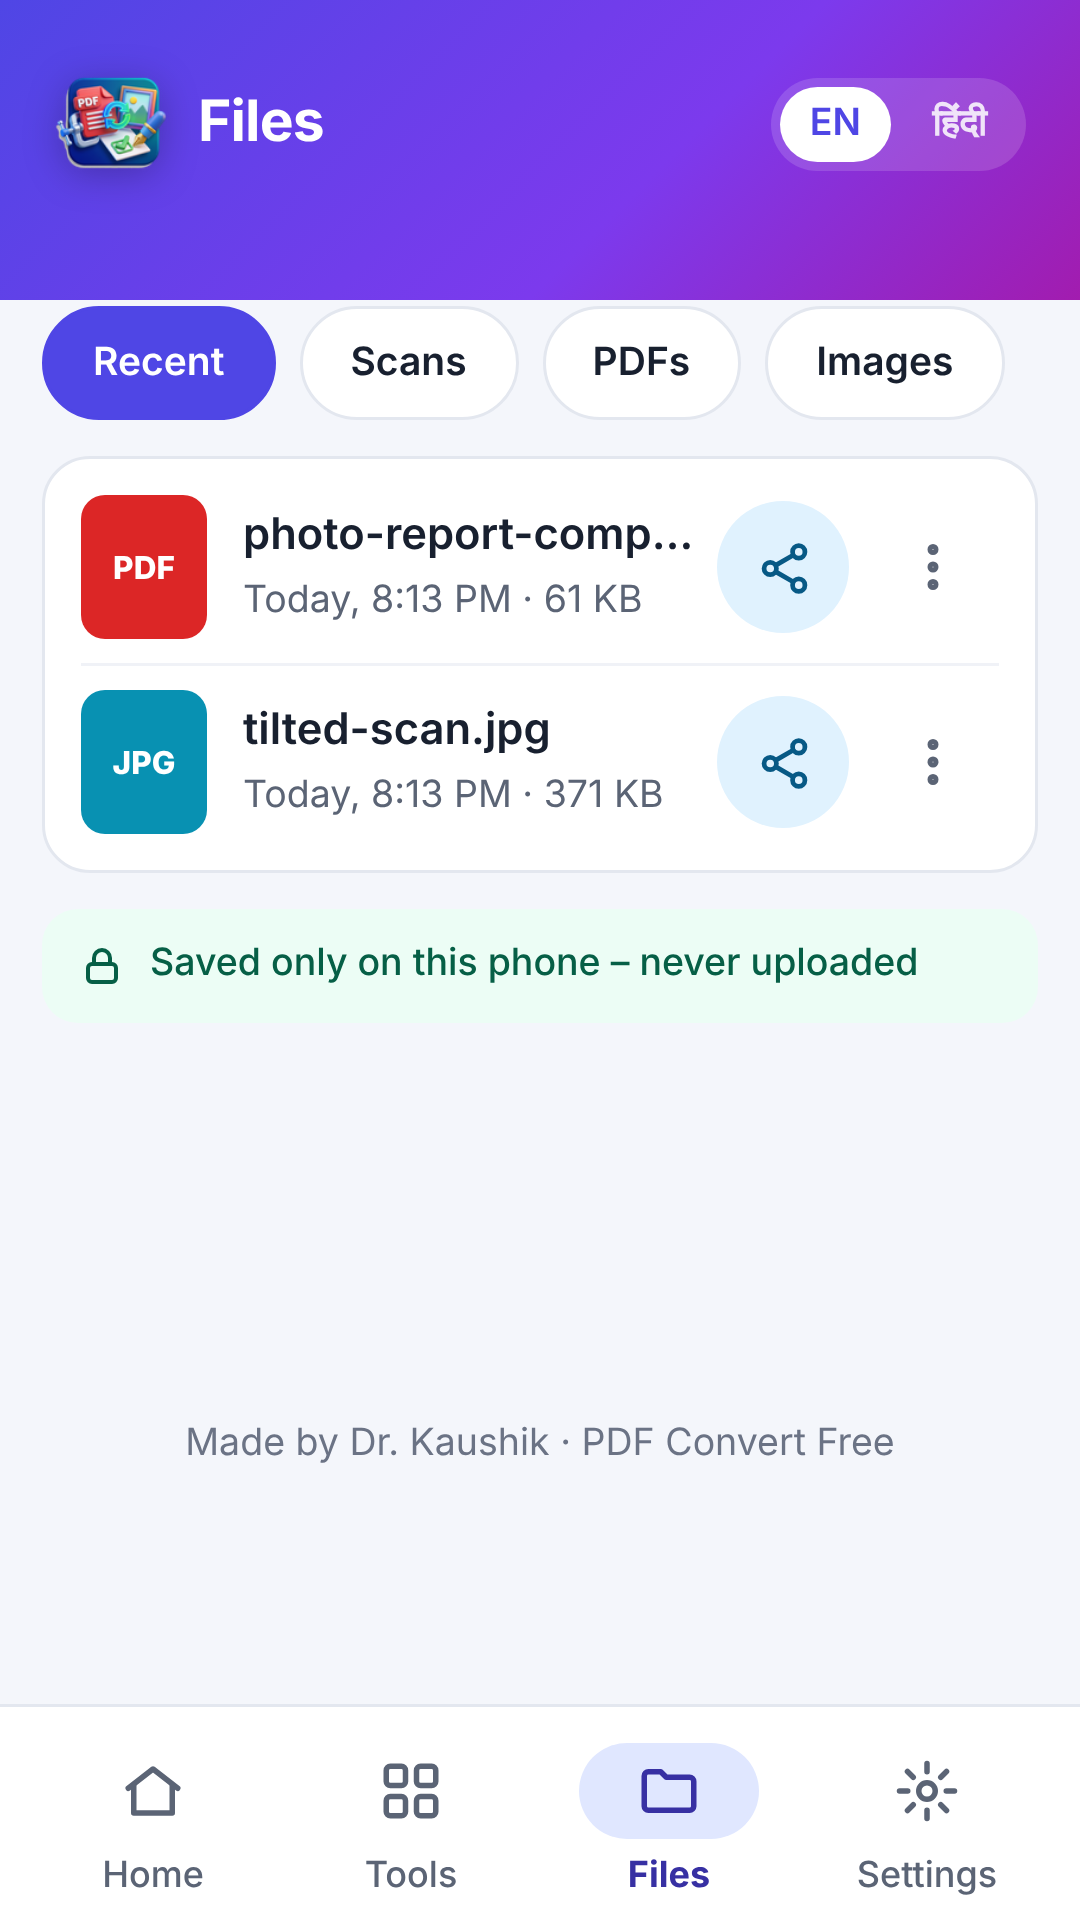 PDF
Files
EN
हिंदी
Recent
Scans
PDFs
Images
PDF
photo-report-comp...
Today, 8:13 PM · 61 KB
JPG
tilted-scan.jpg
Today, 8:13 PM · 371 KB
Saved only on this phone – never uploaded
Made by Dr. Kaushik · PDF Convert Free
Home
Tools
Files
Settings